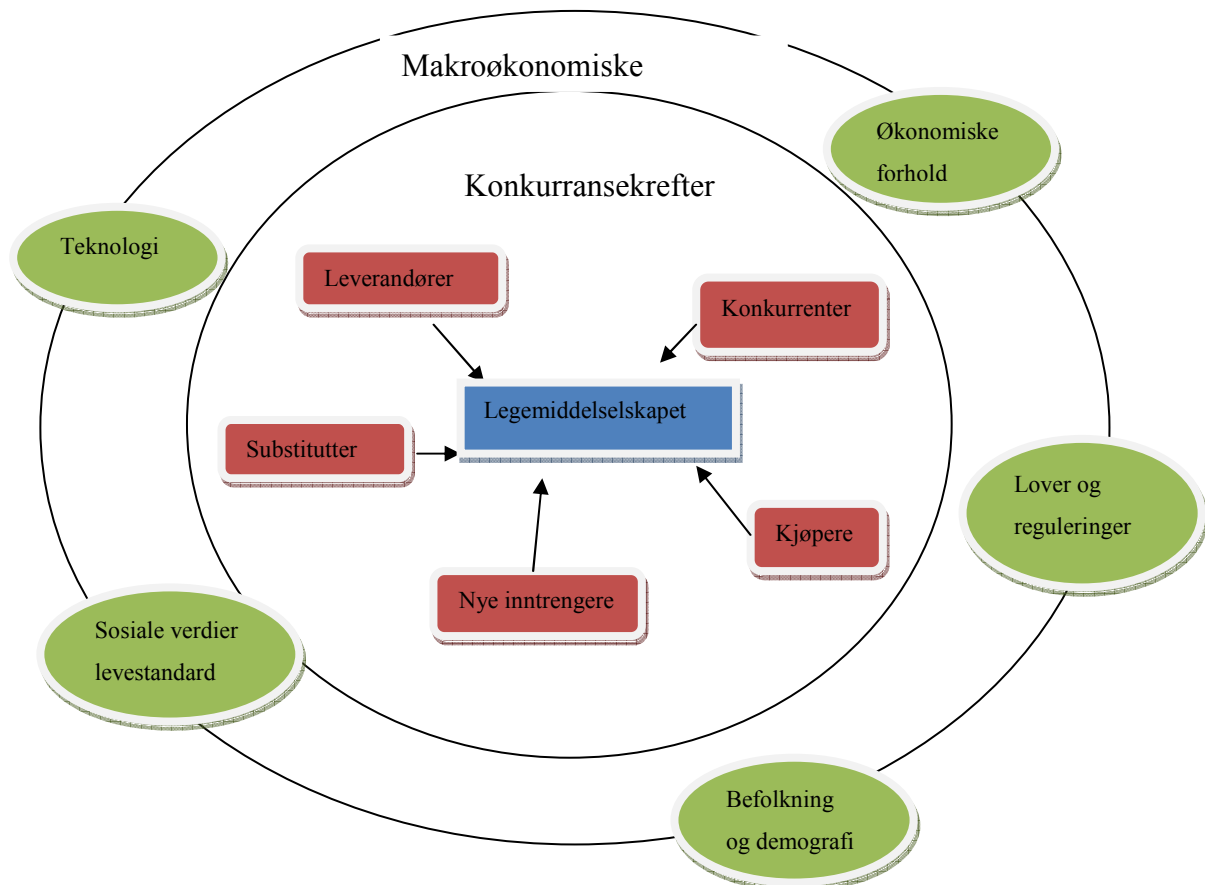 Makroøkonomiske
Økonomiske
forhold
Konkurransekrefter
Teknologi
Leverandører
Konkurrenter
Legemiddelselskapet
Substitutter
Lover og
reguleringer
Kjøpere
Nye inntrengere
Sosiale verdier
levestandard
Befolkning
og demografi